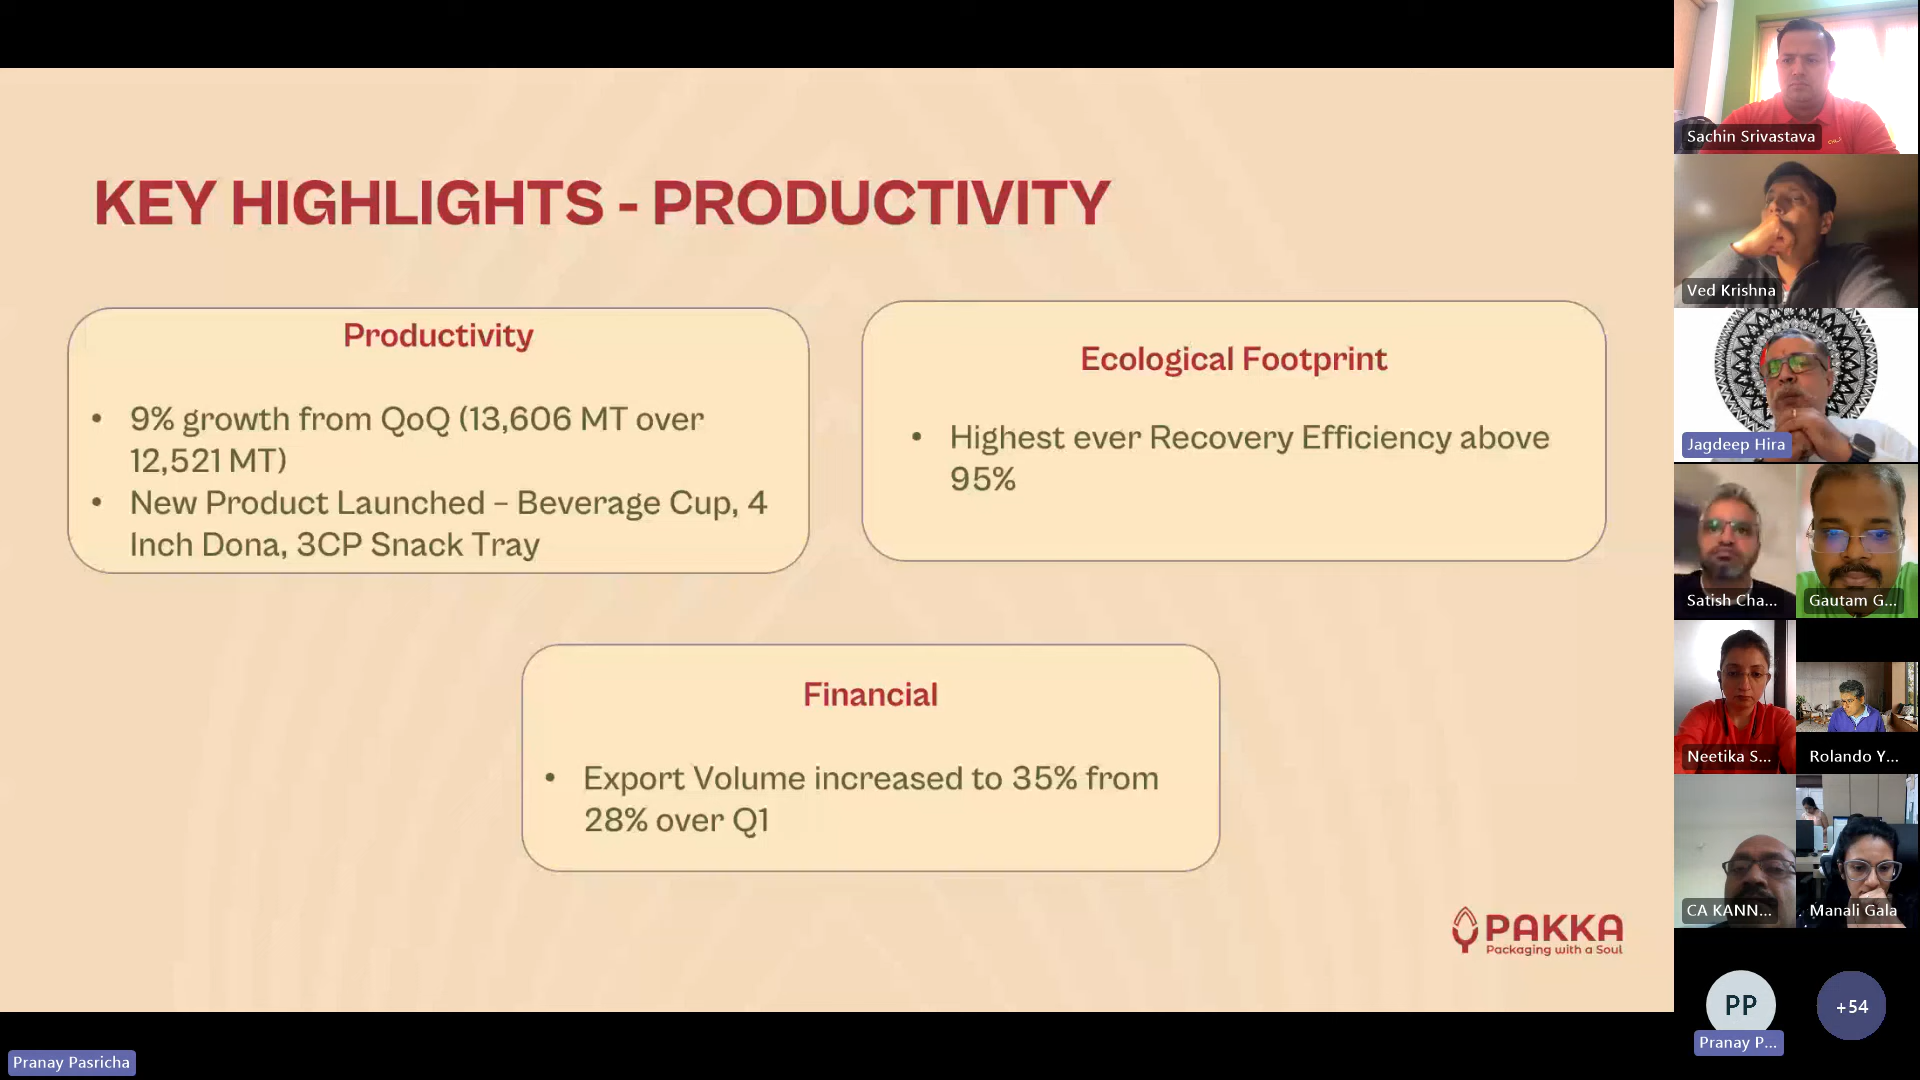 KEY HIGHLIGHTS - PRODUCTIVITY
Productivity
• 9% growth from QoQ (13,606 MT over
12,521 MT)
• New Product Launched – Beverage Cup, 4
Inch Dona, 3CP Snack Tray
Ecological Footprint
• Highest ever Recovery Efficiency above
95%
Financial
• Export Volume increased to 35% from
28% over Q1
PAKKA
Packaging with a Soul
Pranay Pasricha
Sachin Srivastava
Ved Krishna
Jagdeep Hira
Satish Cha...
Gautam G...
Neetika S...
Rolando Y...
CA KANN...
Manali Gala
PP
+54
Pranay P...